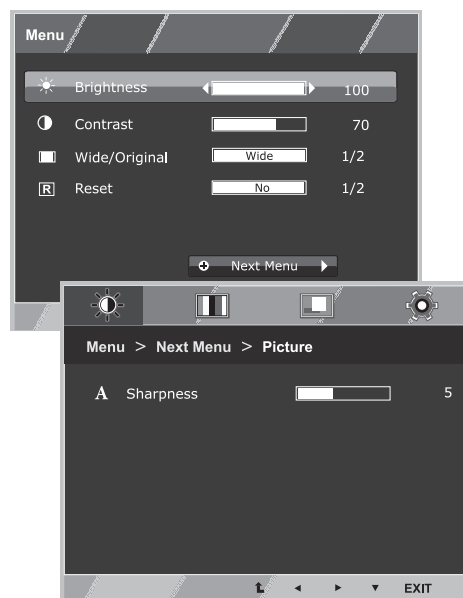 Menu
Brightness 100
Contrast 70
Wide/Original Wide 1/2
R Reset No 1/2
Next Menu
Menu > Next Menu > Picture
A Sharpness 5
EXIT